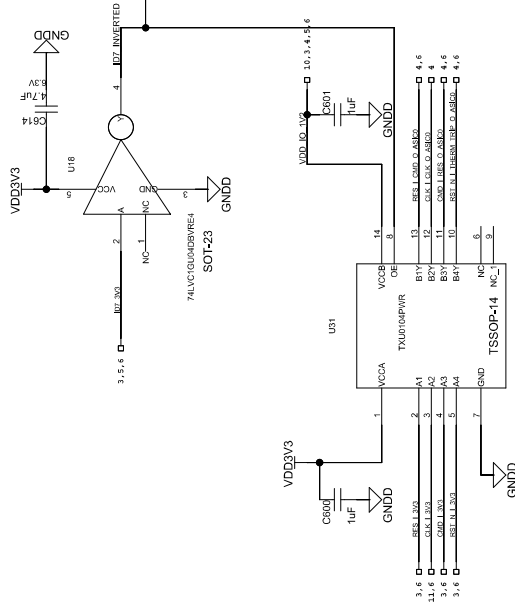 GNDD
6.3V
4.7uF
C614
VDD3V3
U18
5
VCC
Y
4
ID7_INVERTED
GND
3
GNDD
A
NC
2
1
NC
74LVC1GU04DBVRE4
SOT-23
ID7_3V3
3,5,6
10,3,4,5,6
VDD_IO_1V2
C601
1uF
GNDD
4,6
4
4,6
4,6
RES_I_CMD_O_ASIC0
CLK_I_CLK_O_ASIC0
CMD_I_RES_O_ASIC0
RST_N_I_THERM_TRIP_O_ASIC0
14
8
13
12
11
10
6
9
VCCB
OE
B1Y
B2Y
B3Y
B4Y
NC
NC_1
U31
TXU0104PWR
TSSOP-14
VCCA
A1
A2
A3
A4
GND
1
2
3
4
5
7
VDD3V3
C600
1uF
GNDD
RES_I_3V3
CLK_I_3V3
CMD_I_3V3
RST_N_I_3V3
GNDD
3,6
11,6
3,6
3,6